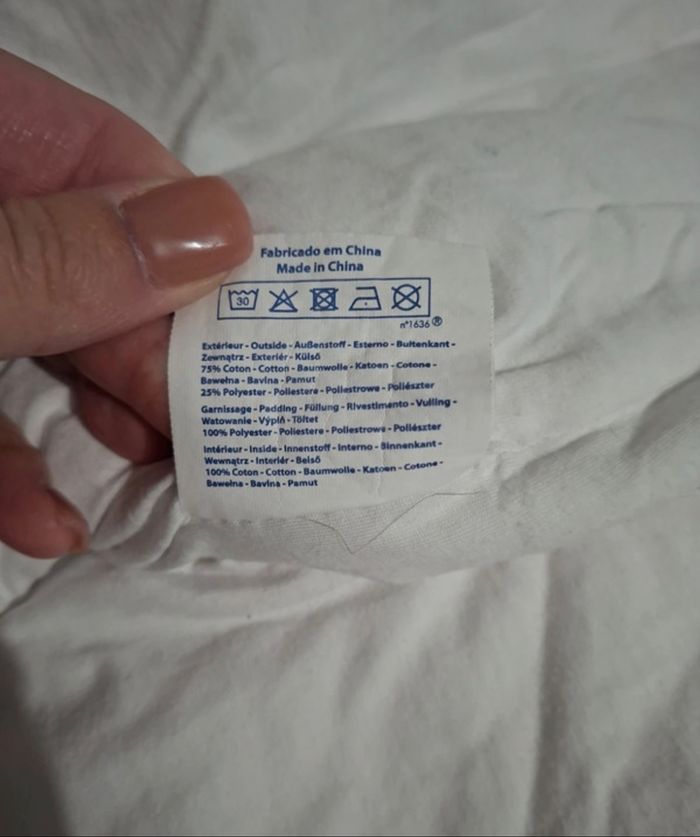 Fabricado em China
Made in China
30
n°1636®
Extérieur - Outside - Außenstoff - Esterno - Buitenkant -
Zewnątrz - Exteriér - Külső
75% Coton - Cotton - Baumwolle - Katoen - Cotone -
Bawełna - Bavlna - Pamut
25% Polyester - Poliestere - Poliestrowe - Poliészter
Garnissage - Padding - Füllung - Rivestimento - Vulling -
Watowanie - Výplň - Töltet
100% Polyester - Poliestere - Poliestrowe - Poliészter
Intérieur - Inside - Innenstoff - Interno - Binnenkant -
Wewnątrz - Interiér - Belső
100% Coton - Cotton - Baumwolle - Katoen - Cotone -
Bawełna - Bavlna - Pamut